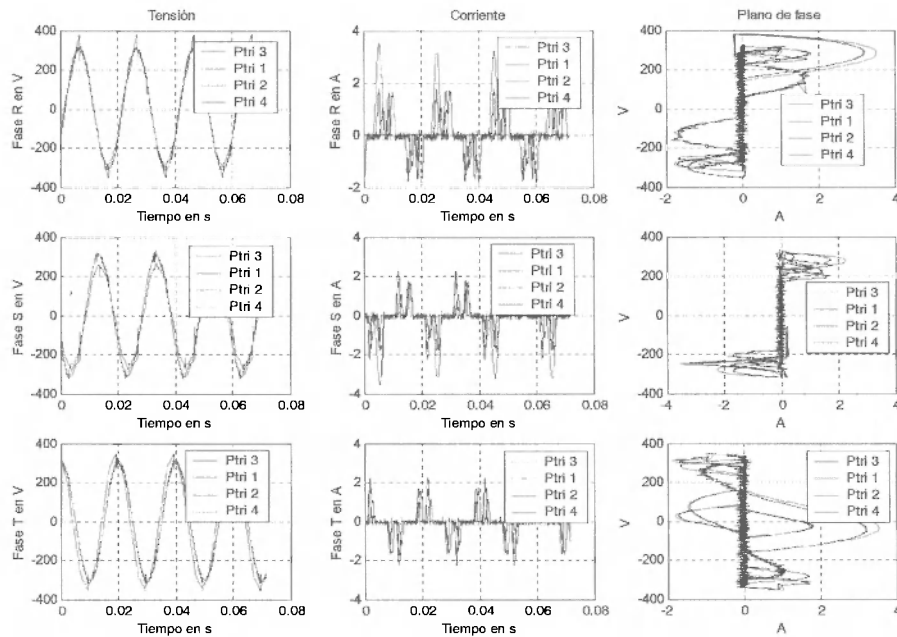 Tensión
Corriente
Plano de fase
Fase R en V
400
200
0
-200
-400
0
0.02
0.04
0.06
0.08
Tiempo en s
Ptri 3
Ptri 1
Ptri 2
Ptri 4
Fase R en A
4
2
0
-2
0
0.02
0.04
0.06
0.08
Tiempo en s
Ptri 3
Ptri 1
Ptri 2
Ptri 4
V
400
200
0
-200
-400
-2
0
2
4
A
Ptri 3
Ptri 1
Ptri 2
Ptri 4
Fase S en V
400
200
0
-200
-400
0
0.02
0.04
0.06
0.08
Tiempo en s
Ptri 3
Ptri 1
Ptri 2
Ptri 4
Fase S en A
4
2
0
-2
-4
0
0.02
0.04
0.06
0.08
Tiempo en s
Ptri 3
Ptri 1
Ptri 2
Ptri 4
V
400
200
0
-200
-400
-4
-2
0
2
4
A
Ptri 3
Ptri 1
Ptri 2
Ptri 4
Fase T en V
400
200
0
-200
-400
0
0.02
0.04
0.06
0.08
Tiempo en s
Ptri 3
Ptri 1
Ptri 2
Ptri 4
Fase T en A
4
2
0
-2
-4
0
0.02
0.04
0.06
0.08
Tiempo en s
Ptri 3
Ptri 1
Ptri 2
Ptri 4
V
400
200
0
-200
-400
-2
0
2
4
A
Ptri 3
Ptri 1
Ptri 2
Ptri 4